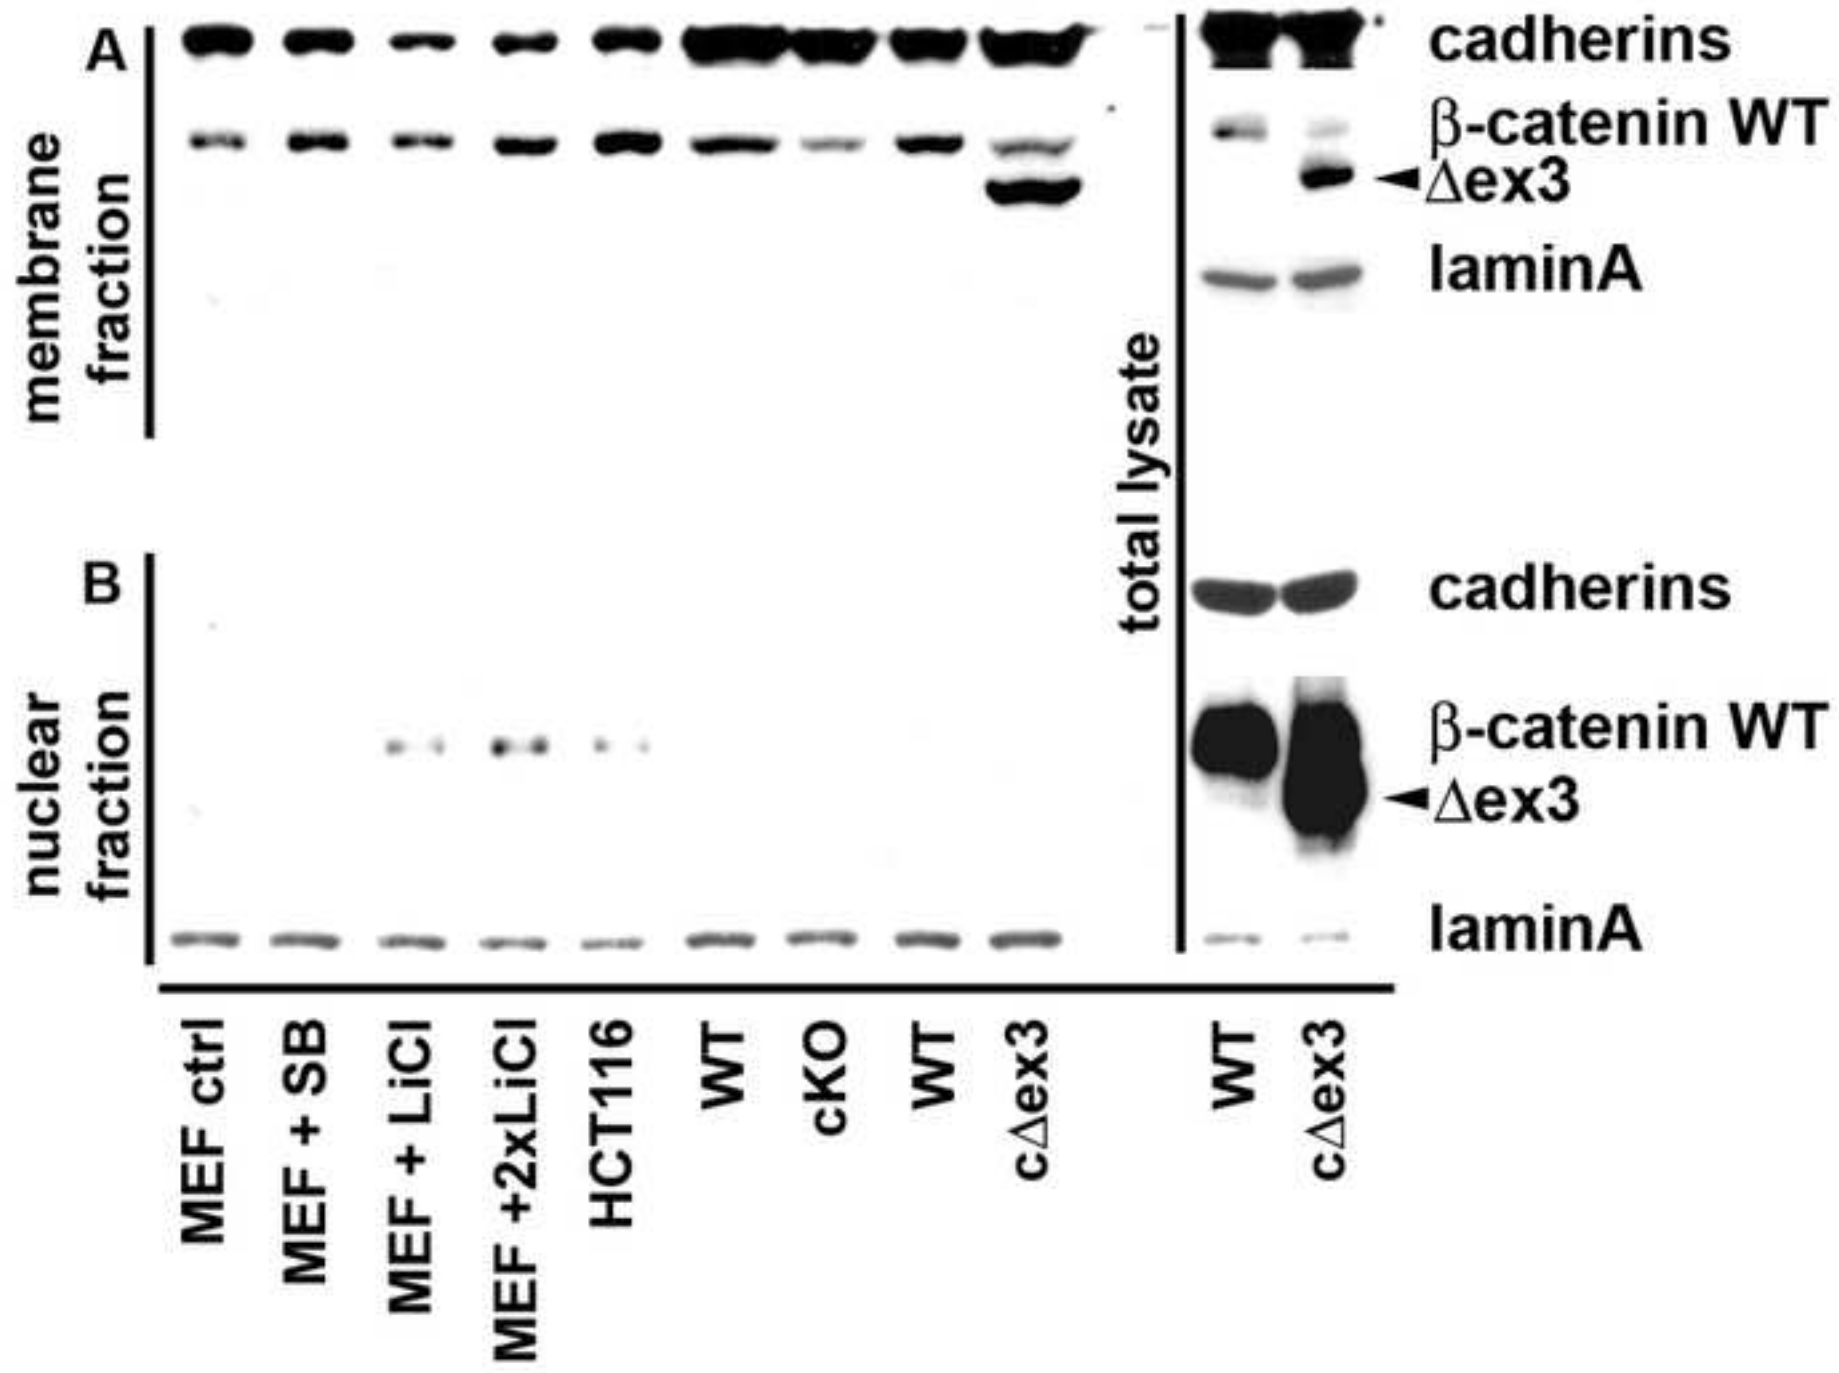 A
membrane
fraction
cadherins
β-catenin WT
Δex3
laminA
total lysate
B
nuclear
fraction
cadherins
β-catenin WT
Δex3
laminA
MEF ctrl
MEF + SB
MEF + LiCl
MEF +2xLiCl
HCT116
WT
cKO
WT
cΔex3
WT
cΔex3